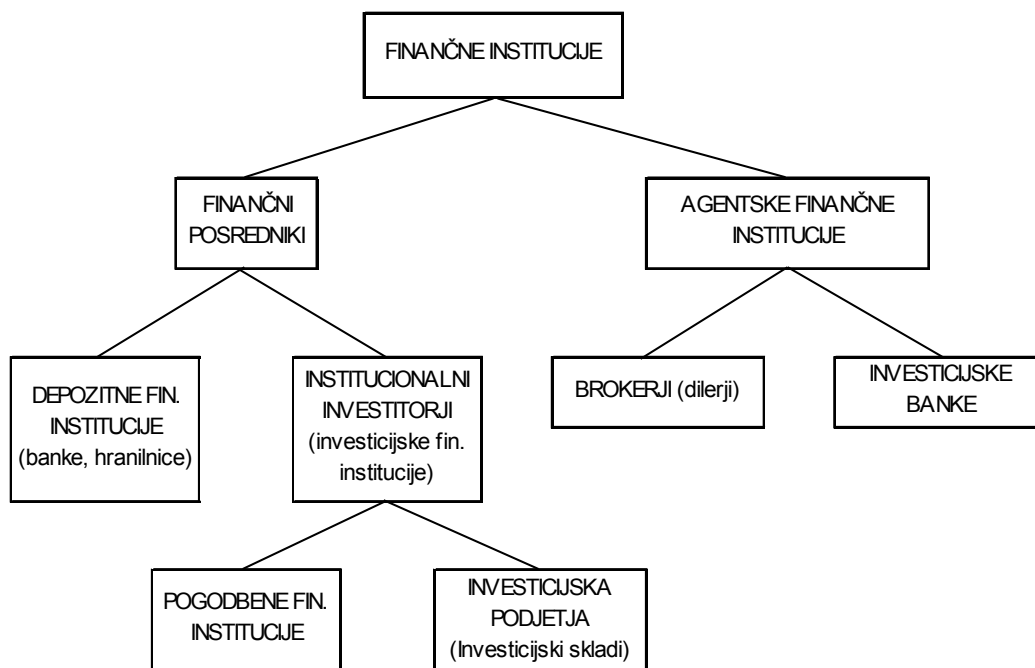 FINANČNE INSTITUCIJE
FINANČNI
POSREDNIKI
AGENTSKE FINANČNE
INSTITUCIJE
DEPOZITNE FIN.
INSTITUCIJE
(banke, hranilnice)
INSTITUCIONALNI
INVESTITORJI
(investicijske fin.
institucije)
BROKERJI (dilerji)
INVESTICIJSKE
BANKE
POGODBENE FIN.
INSTITUCIJE
INVESTICIJSKA
PODJETJA
(Investicijski skladi)